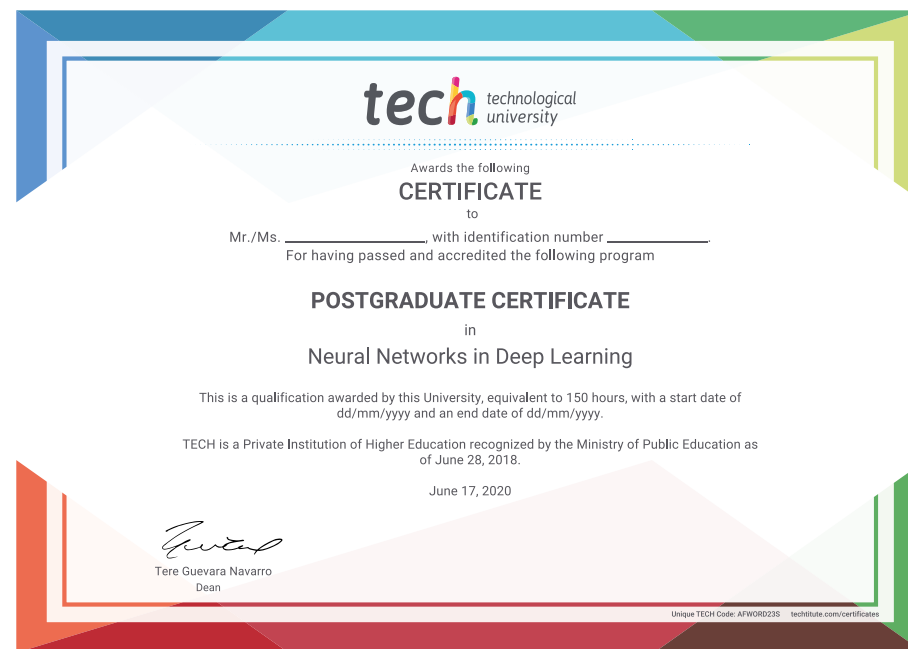 tech technological
university
Awards the following
CERTIFICATE
to
Mr./Ms. ____________________, with identification number ______________.
For having passed and accredited the following program
POSTGRADUATE CERTIFICATE
in
Neural Networks in Deep Learning
This is a qualification awarded by this University, equivalent to 150 hours, with a start date of
dd/mm/yyyy and an end date of dd/mm/yyyy.
TECH is a Private Institution of Higher Education recognized by the Ministry of Public Education as
of June 28, 2018.
June 17, 2020
Tere Guevara Navarro
Dean
Unique TECH Code: AFWORD23S techtitute.com/certificates